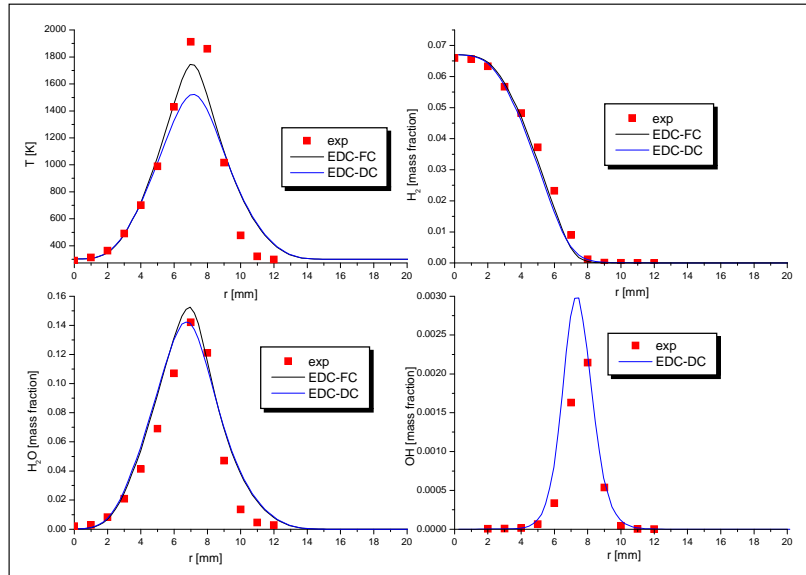 2000
1800
1600
1400
1200
1000
800
600
400
T [K]
0 2 4 6 8 10 12 14 16 18 20
r [mm]
exp
EDC-FC
EDC-DC
0.07
0.06
0.05
0.04
0.03
0.02
0.01
0.00
H₂ [mass fraction]
0 2 4 6 8 10 12 14 16 18 20
r [mm]
exp
EDC-FC
EDC-DC
0.16
0.14
0.12
0.10
0.08
0.06
0.04
0.02
0.00
H₂O [mass fraction]
0 2 4 6 8 10 12 14 16 18 20
r [mm]
exp
EDC-FC
EDC-DC
0.0030
0.0025
0.0020
0.0015
0.0010
0.0005
0.0000
OH [mass fraction]
0 2 4 6 8 10 12 14 16 18 20
r [mm]
exp
EDC-DC